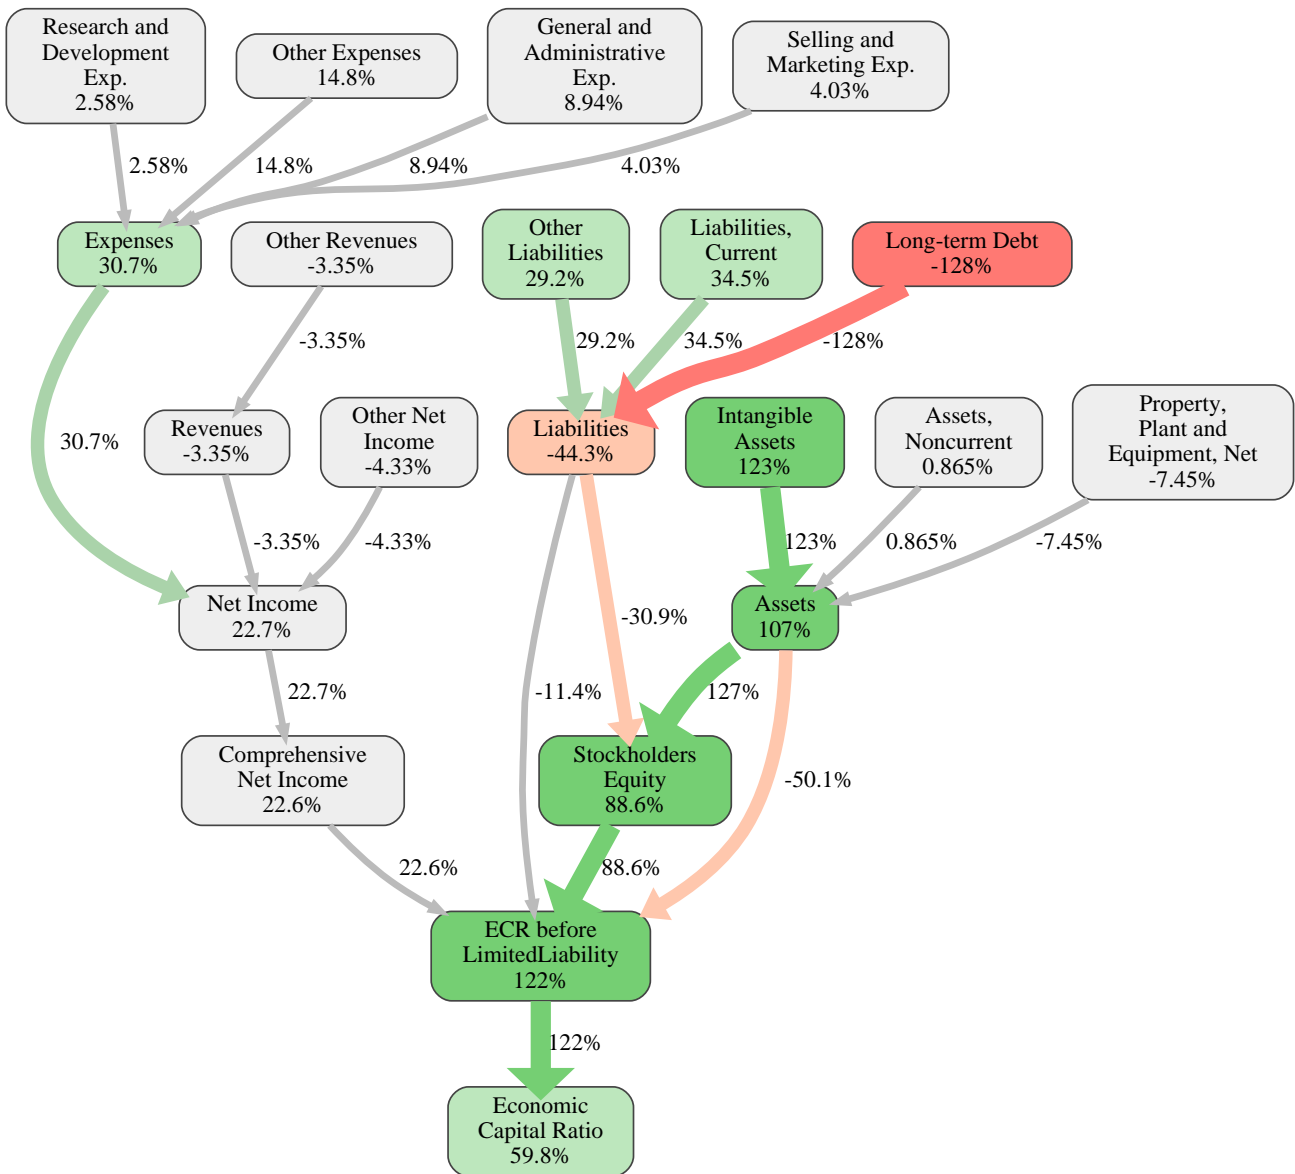 Research and
Development
Exp.
2.58%
Other Expenses
14.8%
General and
Administrative
Exp.
8.94%
Selling and
Marketing Exp.
4.03%
2.58%
14.8%
8.94%
4.03%
Expenses
30.7%
Other Revenues
-3.35%
Other
Liabilities
29.2%
Liabilities,
Current
34.5%
Long-term Debt
-128%
-3.35%
29.2%
34.5%
-128%
30.7%
Revenues
-3.35%
Other Net
Income
-4.33%
Liabilities
-44.3%
Intangible
Assets
123%
Assets,
Noncurrent
0.865%
Property,
Plant and
Equipment, Net
-7.45%
-3.35%
-4.33%
123%
0.865%
-7.45%
Net Income
22.7%
-30.9%
Assets
107%
22.7%
-11.4%
127%
Comprehensive
Net Income
22.6%
Stockholders
Equity
88.6%
-50.1%
22.6%
88.6%
ECR before
LimitedLiability
122%
122%
Economic
Capital Ratio
59.8%